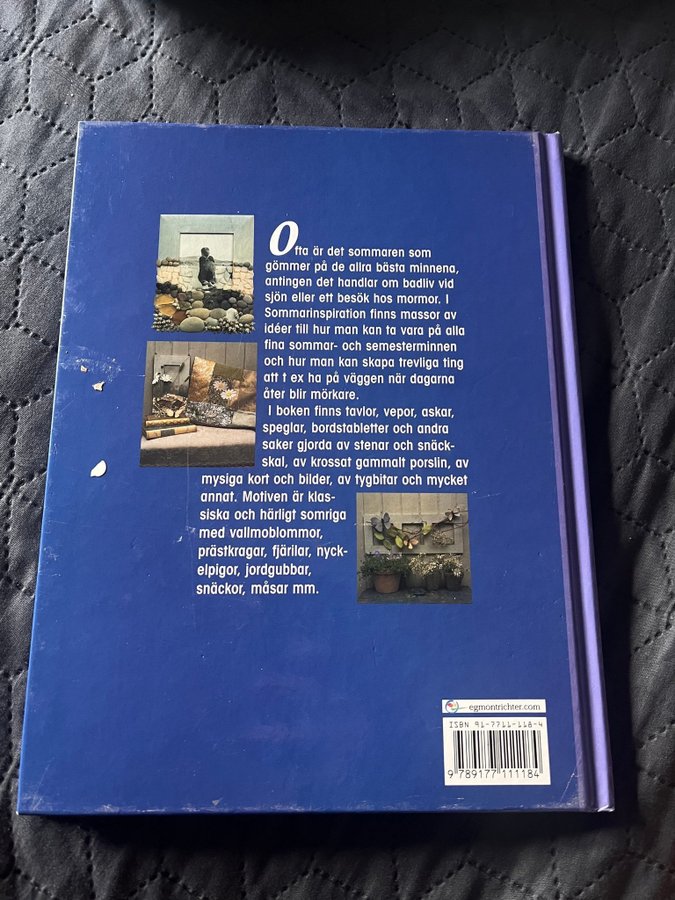 Ofta är det sommaren som
gömmer på de allra bästa minnena,
antingen det handlar om badliv vid
sjön eller ett besök hos mormor. I
Sommarinspiration finns massor av
idéer till hur man kan ta vara på alla
fina sommar- och semesterminnen
och hur man kan skapa trevliga ting
att t ex ha på väggen när dagarna
åter blir mörkare.
I boken finns tavlor, vepor, askar,
speglar, bordstabletter och andra
saker gjorda av stenar och snäck-
skal, av krossat gammalt porslin, av
mysiga kort och bilder, av tygbitar och mycket
annat. Motiven är klas-
siska och härligt somriga
med vallmoblommor,
prästkragar, fjärilar, nyck-
elpigor, jordgubbar,
snäckor, måsar mm.
egmontrichter.com
ISBN 91-7711-118-4
9 789177 111184